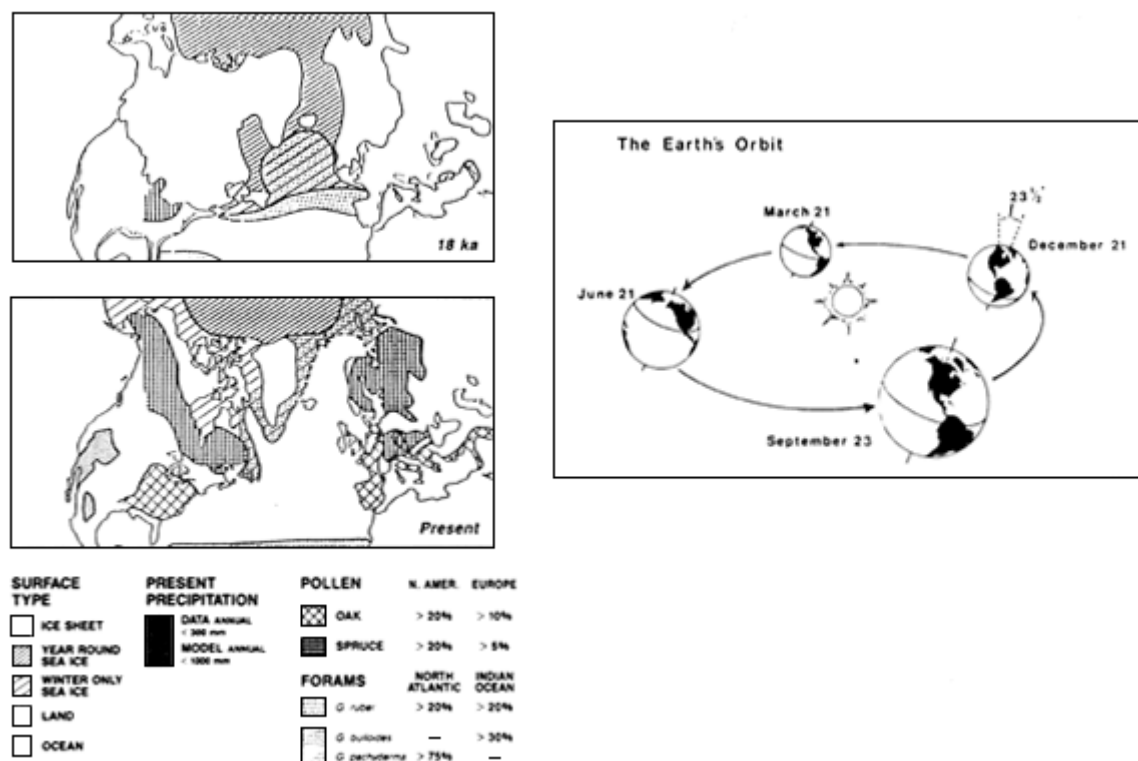 18 ka
Present
SURFACE TYPE
ICE SHEET
YEAR ROUND SEA ICE
WINTER ONLY SEA ICE
LAND
OCEAN
PRESENT PRECIPITATION
DATA ANNUAL
< 300 mm
MODEL ANNUAL
< 1000 mm
POLLEN N. AMER. EUROPE
OAK > 20% > 10%
SPRUCE > 20% > 5%
FORAMS NORTH ATLANTIC INDIAN OCEAN
G ruber > 20% > 20%
G bulloides — > 30%
G pachyderma > 75% —
The Earth's Orbit
March 21
23 ½°
December 21
June 21
September 23